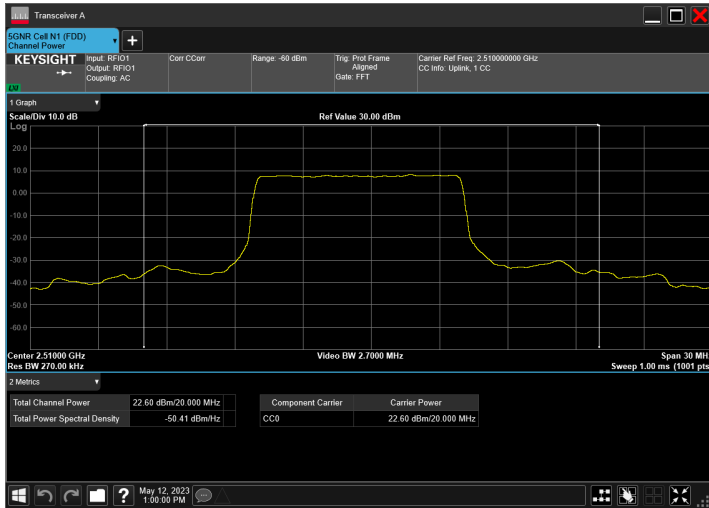 Transceiver A
5GNR Cell N1 (FDD)
Channel Power
+
KEYSIGHT
LXI
Input: RFIO1
Output: RFIO1
Coupling: AC
Corr CCorr
Range: -60 dBm
Trig: Prot Frame
Aligned
Gate: FFT
Carrier Ref Freq: 2.510000000 GHz
CC Info: Uplink, 1 CC
1 Graph
Scale/Div 10.0 dB
Ref Value 30.00 dBm
Log
20.0
10.0
0.00
-10.0
-20.0
-30.0
-40.0
-50.0
-60.0
Center 2.51000 GHz
Video BW 2.7000 MHz
Span 30 MH
Res BW 270.00 kHz
Sweep 1.00 ms (1001 pts
2 Metrics
Total Channel Power 22.60 dBm/20.000 MHz
Total Power Spectral Density -50.41 dBm/Hz
Component Carrier Carrier Power
CC0 22.60 dBm/20.000 MHz
?
May 12, 2023
1:00:00 PM